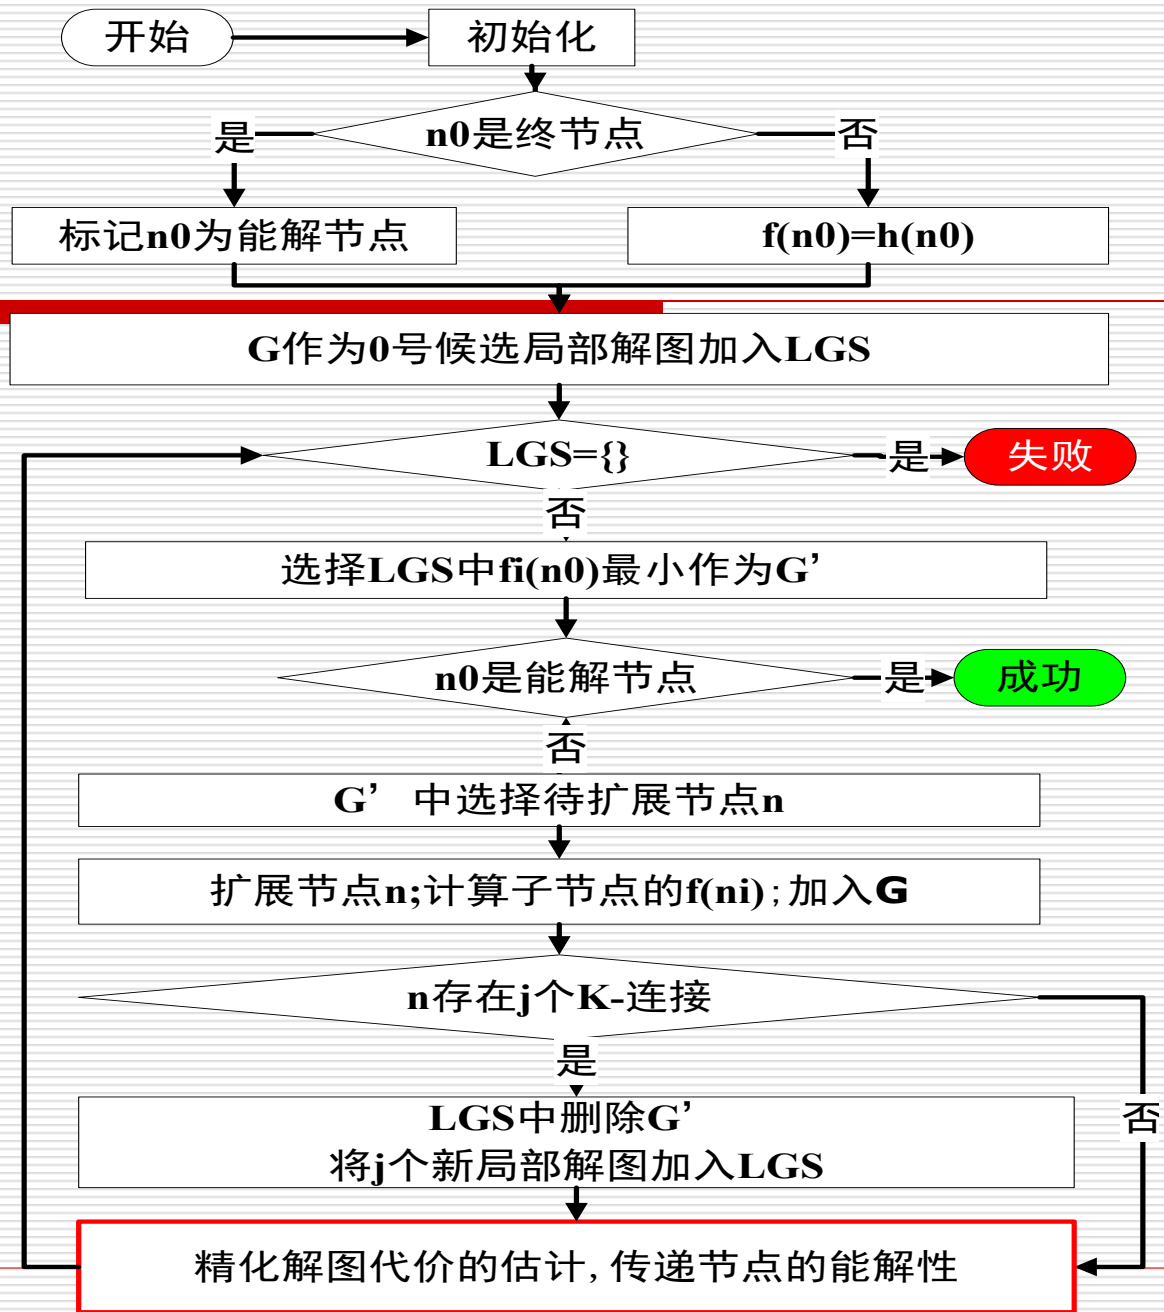 开始
初始化
n0是终节点
是
否
标记n0为能解节点
f(n0)=h(n0)
G作为0号候选局部解图加入LGS
LGS={}
是
失败
否
选择LGS中fi(n0)最小作为G’
n0是能解节点
是
成功
否
G’ 中选择待扩展节点n
扩展节点n;计算子节点的f(ni);加入G
n存在j个K-连接
是
否
LGS中删除G’
将j个新局部解图加入LGS
精化解图代价的估计,传递节点的能解性